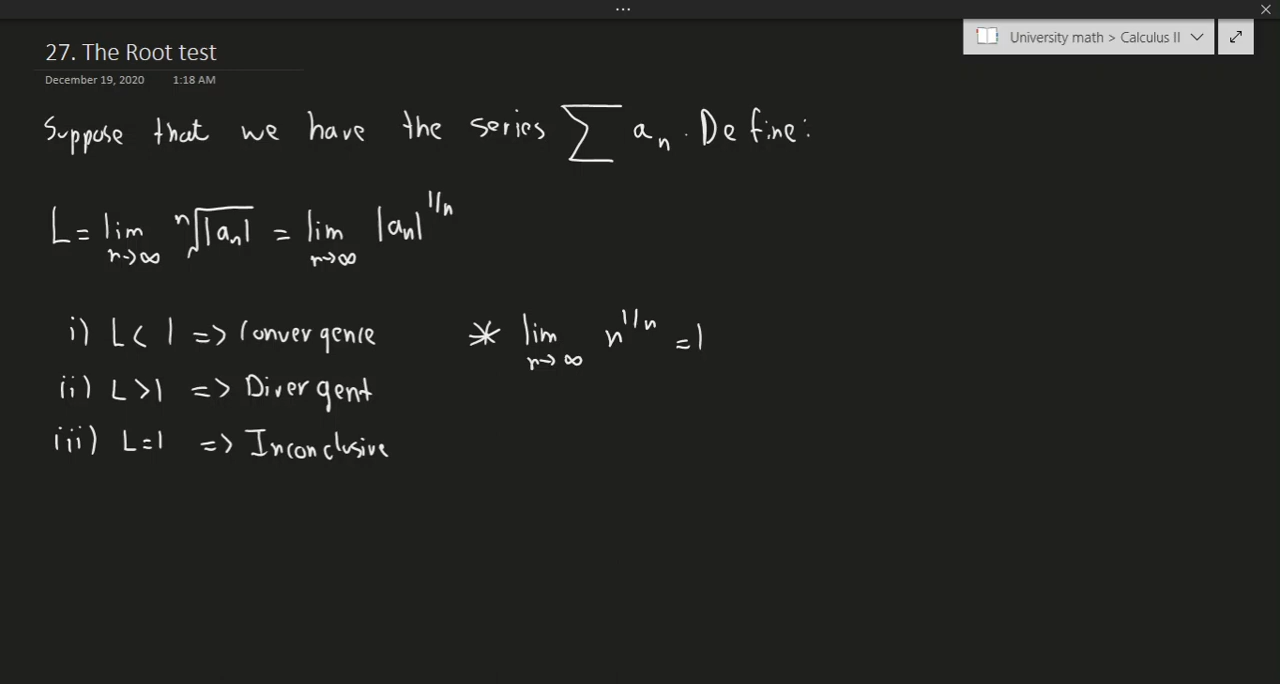 ...
27. The Root test
University math > Calculus II
December 19, 2020 1:18 AM
Suppose that we have the series ∑ aₙ. Define:
L = lim n→∞ ⁿ√|aₙ| = lim n→∞ |aₙ|^1/n
i) L < 1 => Convergence
* lim n→∞ n^1/n = 1
ii) L > 1 => Divergent
iii) L = 1 => Inconclusive